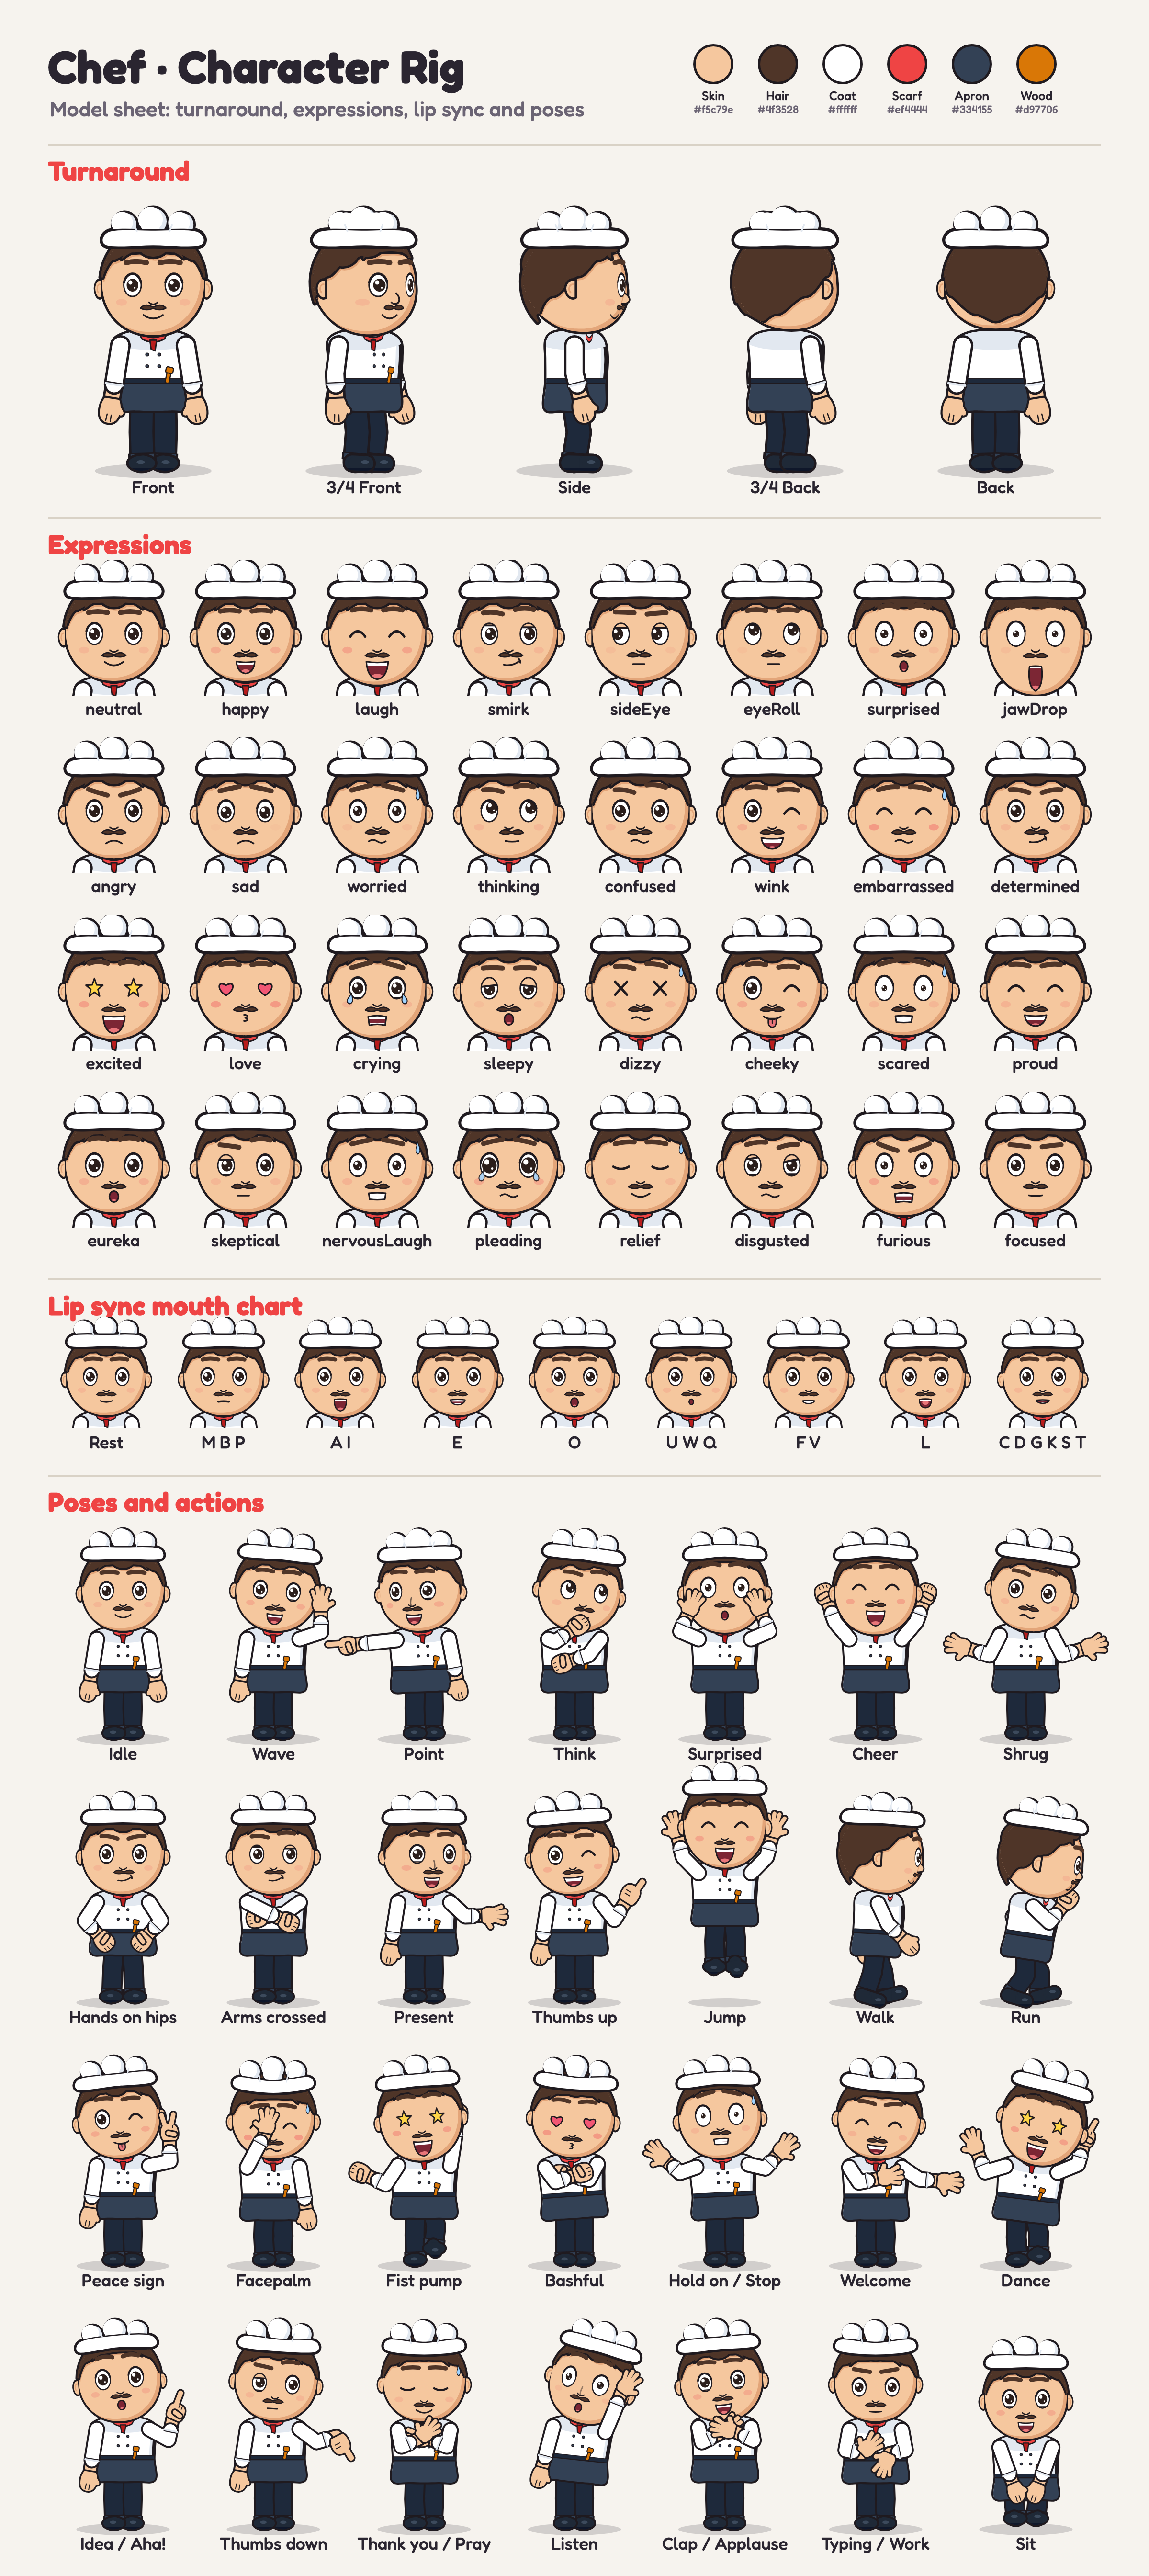 Chef · Character Rig
Model sheet: turnaround, expressions, lip sync and poses
Skin Hair Coat Scarf Apron Wood
#f5c79e #4f3528 #ffffff #ef4444 #334155 #d97706
Turnaround
Front 3/4 Front Side 3/4 Back Back
Expressions
neutral happy laugh smirk sideEye eyeRoll surprised jawDrop
angry sad worried thinking confused wink embarrassed determined
excited love crying sleepy dizzy cheeky scared proud
eureka skeptical nervousLaugh pleading relief disgusted furious focused
Lip sync mouth chart
Rest M B P A I E O U W Q F V L C D G K S T
Poses and actions
Idle Wave Point Think Surprised Cheer Shrug
Hands on hips Arms crossed Present Thumbs up Jump Walk Run
Peace sign Facepalm Fist pump Bashful Hold on / Stop Welcome Dance
Idea / Aha! Thumbs down Thank you / Pray Listen Clap / Applause Typing / Work Sit